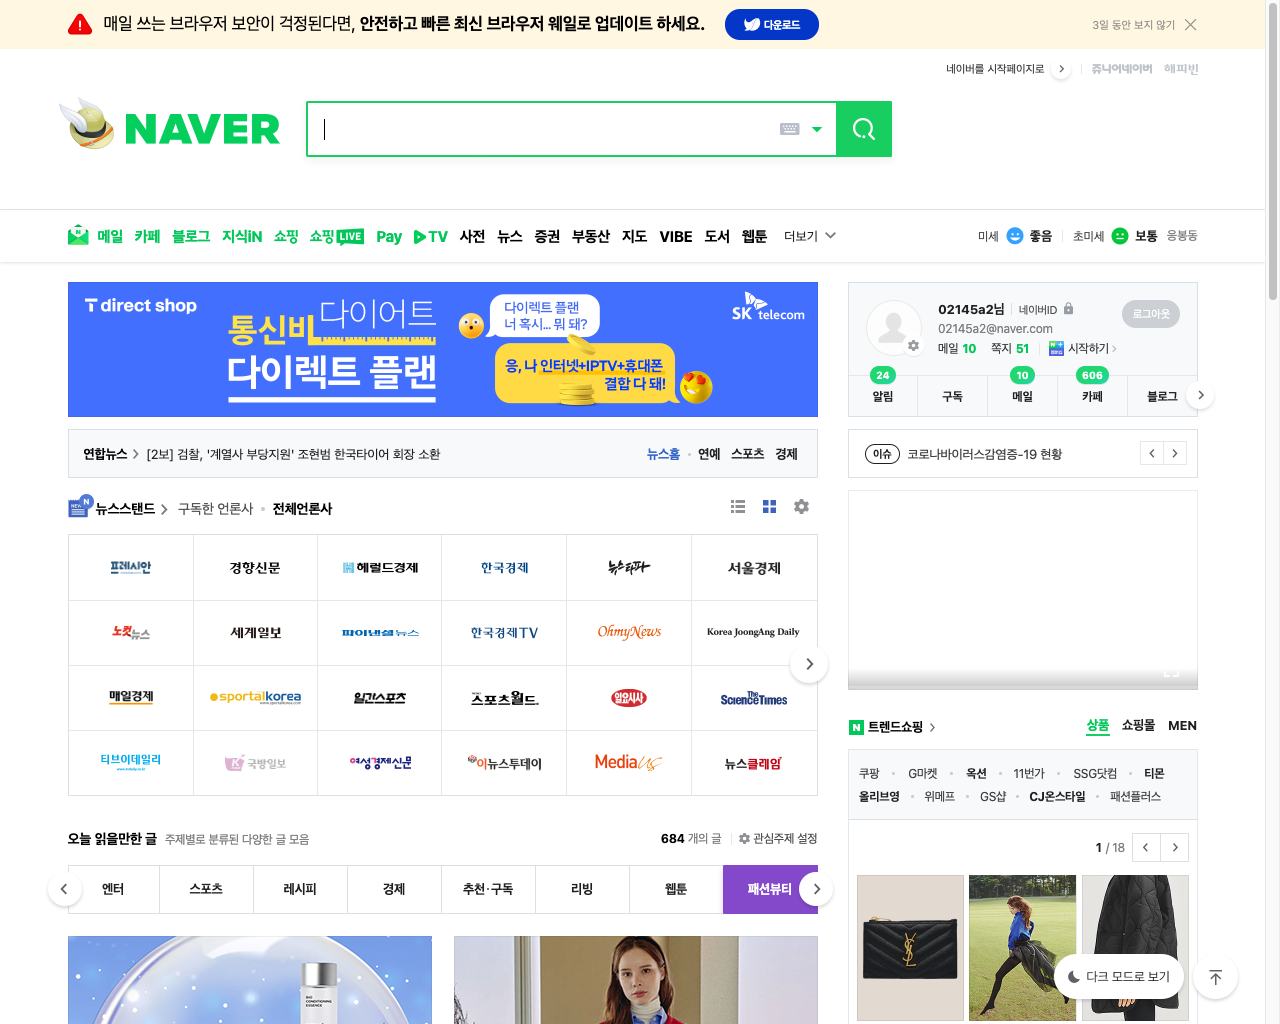 매일 쓰는 브라우저 보안이 걱정된다면, 안전하고 빠른 최신 브라우저 웨일로 업데이트 하세요.
다운로드
3일 동안 보지 않기
네이버를 시작페이지로
쥬니어네이버 해피빈
NAVER
메일 카페 블로그 지식iN 쇼핑 쇼핑LIVE Pay TV 사전 뉴스 증권 부동산 지도 VIBE 도서 웹툰 더보기
미세 좋음 초미세 보통 응봉동
T direct shop
통신비 다이어트
다이렉트 플랜
다이렉트 플랜
너 혹시... 뭐 돼?
응, 나 인터넷+IPTV+휴대폰
결합 다 돼!
SK telecom
02145a2님 네이버ID
로그아웃
02145a2@naver.com
메일 10 쪽지 51 시작하기
24 10 606
알림 구독 메일 카페 블로그
연합뉴스 [2보] 검찰, '계열사 부당지원' 조현범 한국타이어 회장 소환
뉴스홈 연예 스포츠 경제
이슈 코로나바이러스감염증-19 현황
뉴스스탠드 구독한 언론사 전체언론사
프레시안 경향신문 헤럴드경제 한국경제 뉴스타파 서울경제
노컷뉴스 세계일보 파이낸셜뉴스 한국경제TV OhmyNews Korea JoongAng Daily
매일경제 sportalkorea 일간스포츠 스포츠월드 일요시사 The Science Times
티브이데일리 국방일보 여성경제신문 이뉴스투데이 Media US 뉴스클레임
트렌드쇼핑
상품 쇼핑몰 MEN
쿠팡 G마켓 옥션 11번가 SSG닷컴 티몬
올리브영 위메프 GS샵 CJ온스타일 패션플러스
1 / 18
오늘 읽을만한 글 주제별로 분류된 다양한 글 모음
684 개의 글 관심주제 설정
엔터 스포츠 레시피 경제 추천·구독 리빙 웹툰 패션뷰티
BIO
CONDITIONING
ESSENCE
다크 모드로 보기